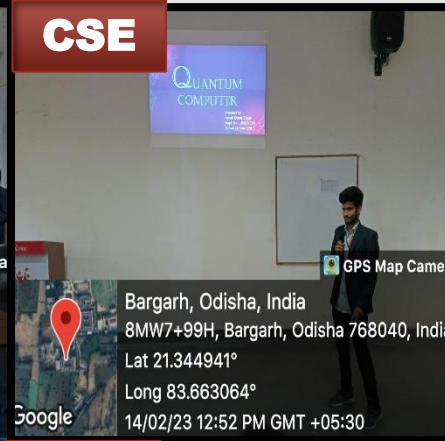 CSE
QUANTUM
COMPUTER
GPS Map Came
Bargarh, Odisha, India
8MW7+99H, Bargarh, Odisha 768040, Indi
Lat 21.344941°
Long 83.663064°
14/02/23 12:52 PM GMT +05:30
Google